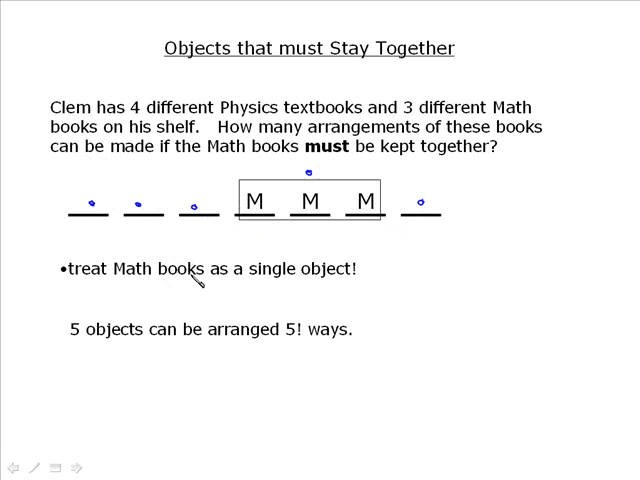 Objects that must Stay Together
Clem has 4 different Physics textbooks and 3 different Math
books on his shelf. How many arrangements of these books
can be made if the Math books must be kept together?
M M M
•treat Math books as a single object!
5 objects can be arranged 5! ways.